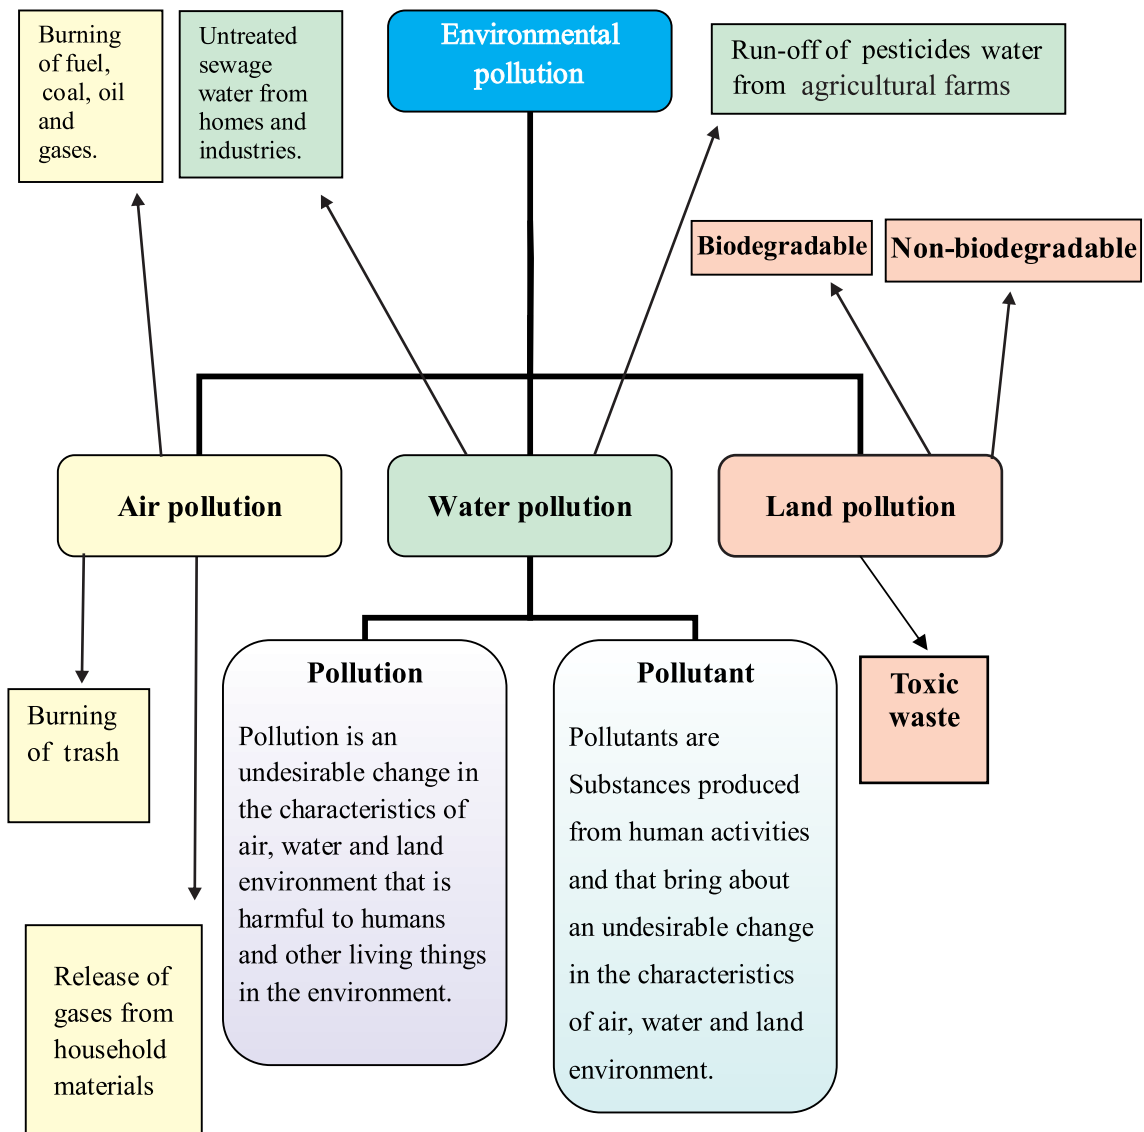 Burning
of fuel,
coal, oil
and
gases.
Untreated
sewage
water from
homes and
industries.
Environmental
pollution
Run-off of pesticides water
from agricultural farms
Biodegradable
Non-biodegradable
Air pollution
Water pollution
Land pollution
Burning
of trash
Release of
gases from
household
materials
Pollution
Pollution is an
undesirable change in
the characteristics of
air, water and land
environment that is
harmful to humans
and other living things
in the environment.
Pollutant
Pollutants are
Substances produced
from human activities
and that bring about
an undesirable change
in the characteristics
of air, water and land
environment.
Toxic
waste